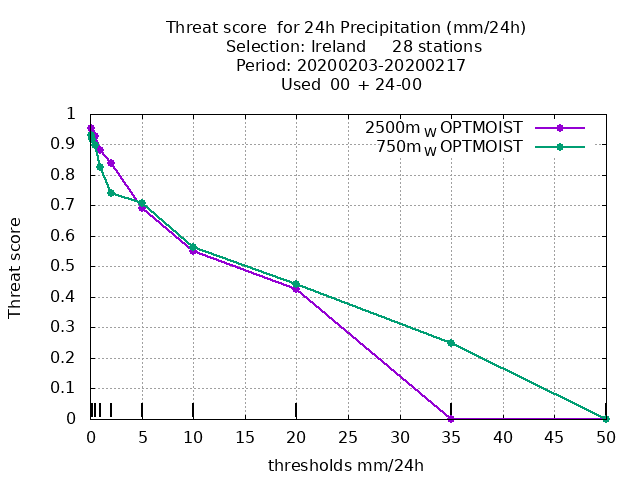 Threat score for 24h Precipitation (mm/24h)
Selection: Ireland 28 stations
Period: 20200203-20200217
Used 00 + 24-00
2500m W OPTMOIST
750m W OPTMOIST
Threat score
1
0.9
0.8
0.7
0.6
0.5
0.4
0.3
0.2
0.1
0
0 5 10 15 20 25 30 35 40 45 50
thresholds mm/24h